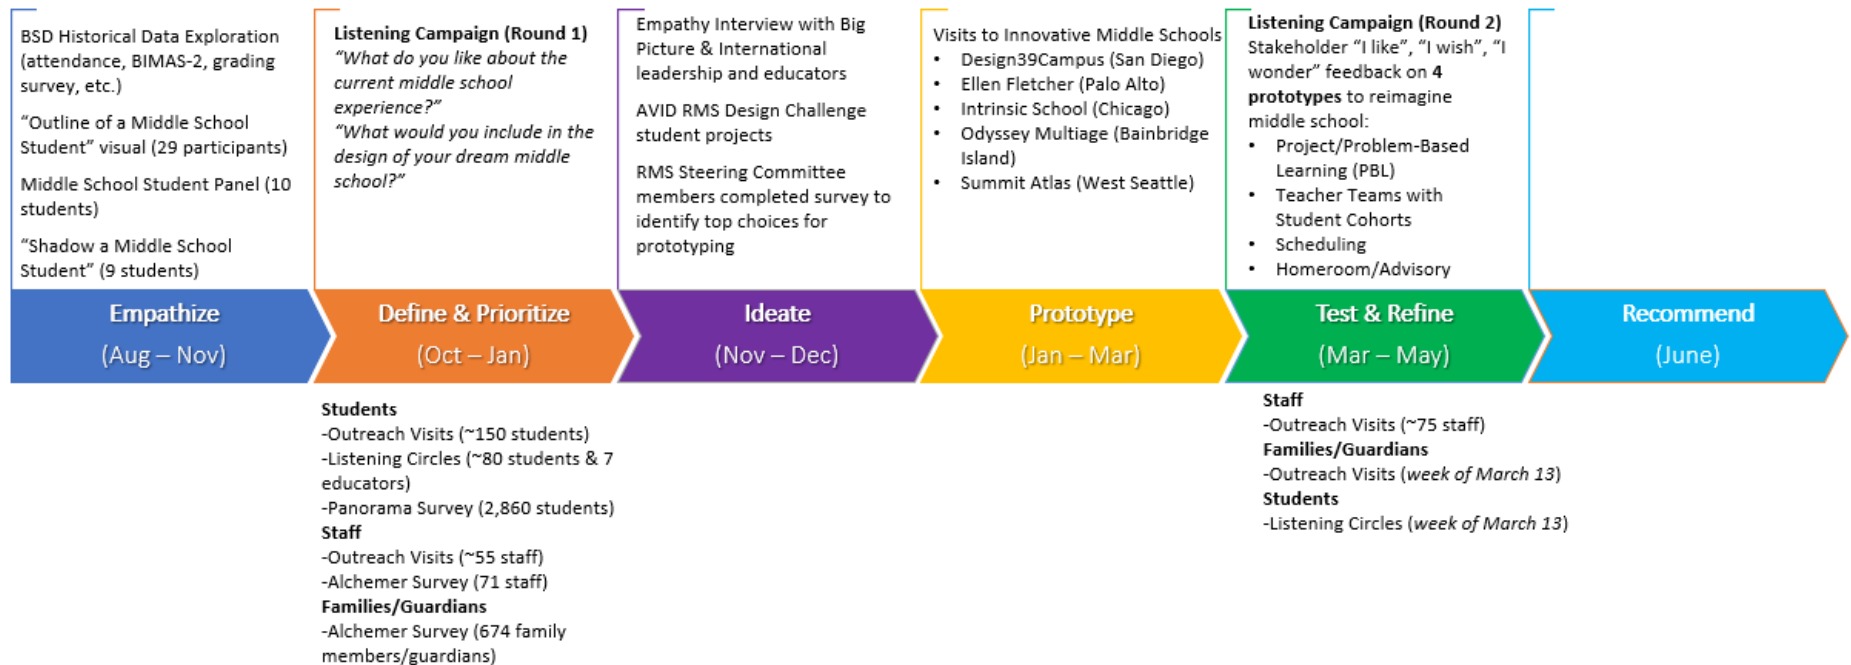 BSD Historical Data Exploration
(attendance, BIMAS-2, grading
survey, etc.)
“Outline of a Middle School
Student” visual (29 participants)
Middle School Student Panel (10
students)
“Shadow a Middle School
Student” (9 students)
Listening Campaign (Round 1)
“What do you like about the
current middle school
experience?”
“What would you include in the
design of your dream middle
school?”
Empathy Interview with Big
Picture & International
leadership and educators
AVID RMS Design Challenge
student projects
RMS Steering Committee
members completed survey to
identify top choices for
prototyping
Visits to Innovative Middle Schools
• Design39Campus (San Diego)
• Ellen Fletcher (Palo Alto)
• Intrinsic School (Chicago)
• Odyssey Multiage (Bainbridge
Island)
• Summit Atlas (West Seattle)
Listening Campaign (Round 2)
Stakeholder “I like”, “I wish”, “I
wonder” feedback on 4
prototypes to reimagine
middle school:
• Project/Problem-Based
Learning (PBL)
• Teacher Teams with
Student Cohorts
• Scheduling
• Homeroom/Advisory
Empathize
(Aug – Nov)
Define & Prioritize
(Oct – Jan)
Ideate
(Nov – Dec)
Prototype
(Jan – Mar)
Test & Refine
(Mar – May)
Recommend
(June)
Students
-Outreach Visits (~150 students)
-Listening Circles (~80 students & 7
educators)
-Panorama Survey (2,860 students)
Staff
-Outreach Visits (~55 staff)
-Alchemer Survey (71 staff)
Families/Guardians
-Alchemer Survey (674 family
members/guardians)
Staff
-Outreach Visits (~75 staff)
Families/Guardians
-Outreach Visits (week of March 13)
Students
-Listening Circles (week of March 13)